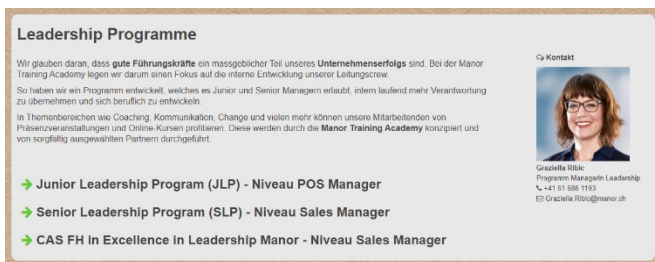 Leadership Programme
Wir glauben daran, dass gute Führungskräfte ein massgeblicher Teil unseres Unternehmenserfolgs sind. Bei der Manor
Training Academy legen wir darum einen Fokus auf die interne Entwicklung unserer Leitungscrew.
So haben wir ein Programm entwickelt, welches es Junior und Senior Managern erlaubt, intern laufend mehr Verantwortung
zu übernehmen und sich beruflich zu entwickeln.
In Themenbereichen wie Coaching, Kommunikation, Change und vielen mehr können unsere Mitarbeitenden von
Präsenzveranstaltungen und Online-Kursen profitieren. Diese werden durch die Manor Training Academy konzipiert und
von sorgfältig ausgewählten Partnern durchgeführt.
Junior Leadership Program (JLP) - Niveau POS Manager
Senior Leadership Program (SLP) - Niveau Sales Manager
CAS FH in Excellence in Leadership Manor - Niveau Sales Manager
Kontakt
Graziella Ribic
Programm Managerin Leadership
+41 61 686 1193
Graziella.Ribic@manor.ch